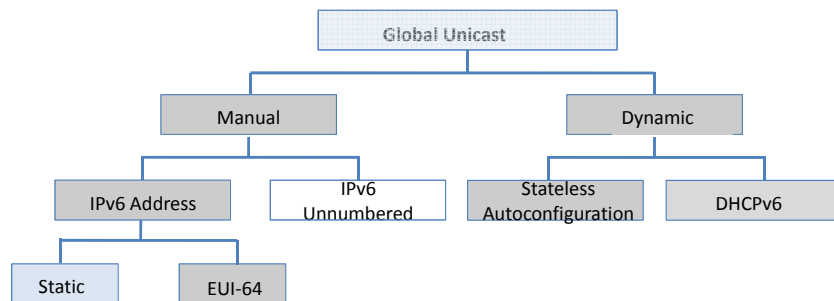 Global Unicast
Manual
Dynamic
IPv6 Address
IPv6
Unnumbered
Stateless
Autoconfiguration
DHCPv6
Static
EUI-64